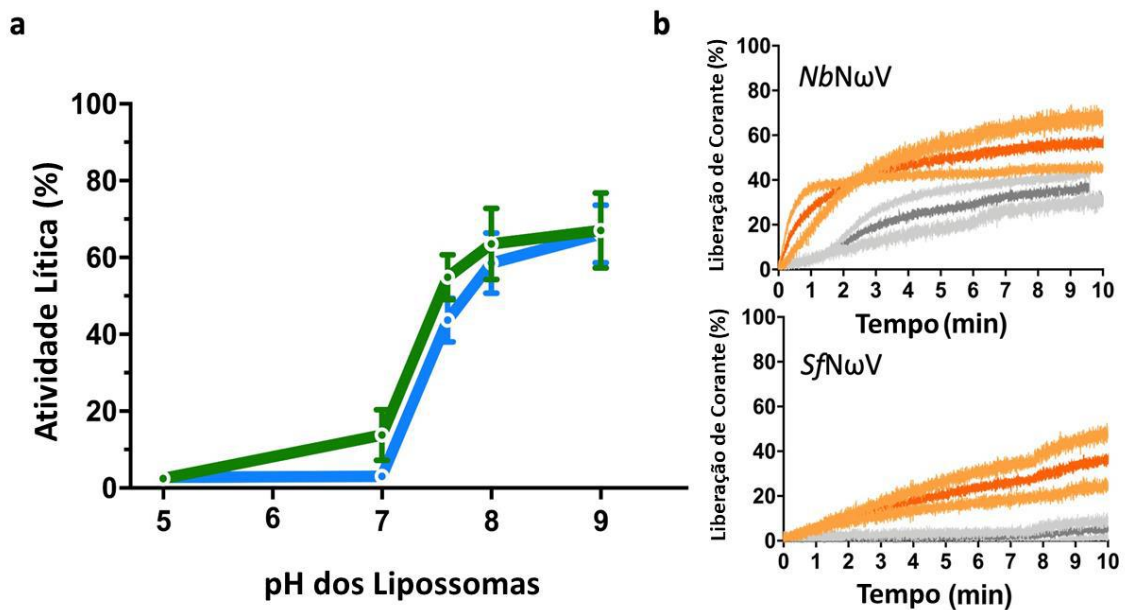 a
Atividade Lítica (%)
100
80
60
40
20
0
5 6 7 8 9
pH dos Lipossomas
b
Liberação de Corante (%)
100
80
60
40
20
0
NbNωV
0 1 2 3 4 5 6 7 8 9 10
Tempo (min)
Liberação de Corante (%)
100
80
60
40
20
0
SfNωV
0 1 2 3 4 5 6 7 8 9 10
Tempo (min)